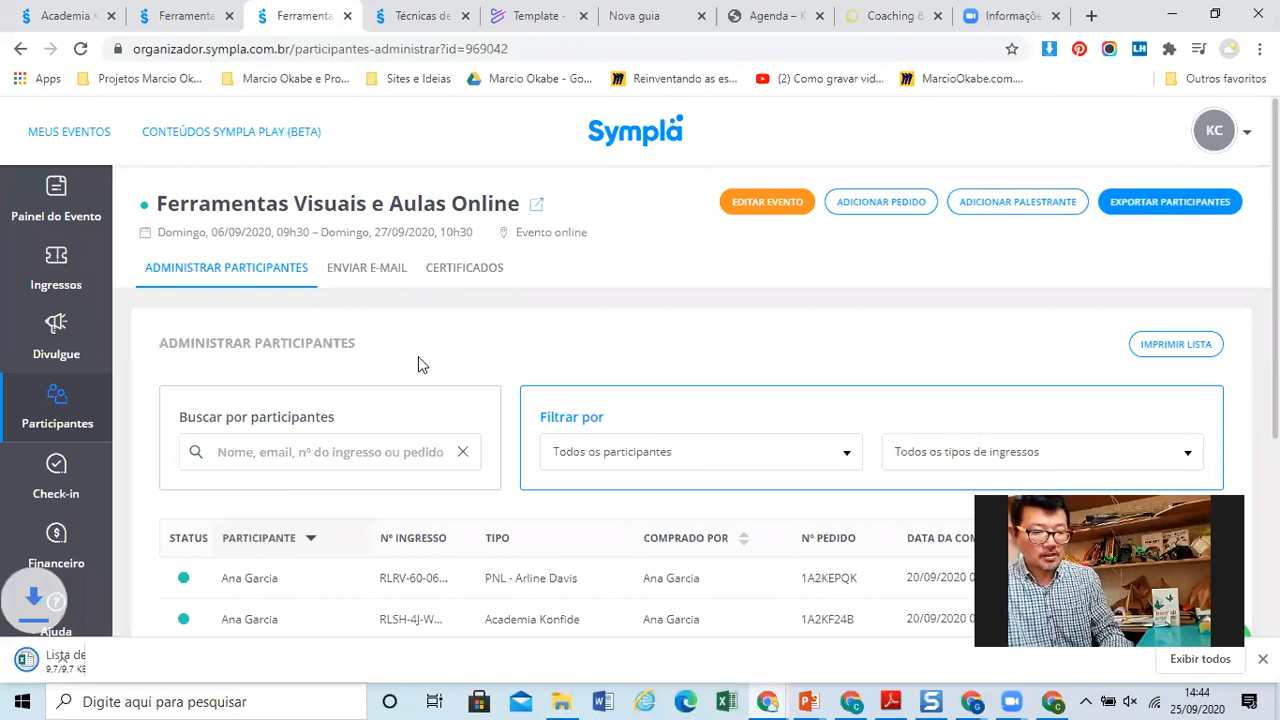 Academia K
Ferramenta
Ferramenta
Técnicas de
Template -
Nova guia
Agenda – K
Coaching &
Informaçõe
organizador.sympla.com.br/participantes-administrar?id=969042
Apps
Projetos Marcio Ok...
Marcio Okabe e Pro...
Sites e Ideias
Marcio Okabe - Go...
Reinventando as es...
(2) Como gravar vid...
MarcioOkabe.com....
Outros favoritos
MEUS EVENTOS
CONTEÚDOS SYMPLA PLAY (BETA)
Sympla
KC
Painel do Evento
Ingressos
Divulgue
Participantes
Check-in
Financeiro
Ajuda
Ferramentas Visuais e Aulas Online
EDITAR EVENTO
ADICIONAR PEDIDO
ADICIONAR PALESTRANTE
EXPORTAR PARTICIPANTES
Domingo, 06/09/2020, 09h30 – Domingo, 27/09/2020, 10h30
Evento online
ADMINISTRAR PARTICIPANTES
ENVIAR E-MAIL
CERTIFICADOS
ADMINISTRAR PARTICIPANTES
IMPRIMIR LISTA
Buscar por participantes
Nome, email, nº do ingresso ou pedido
Filtrar por
Todos os participantes
Todos os tipos de ingressos
STATUS PARTICIPANTE Nº INGRESSO TIPO COMPRADO POR Nº PEDIDO DATA DA COM
Ana Garcia RLRV-60-06... PNL - Arline Davis Ana Garcia 1A2KEPQK 20/09/2020 0
Ana Garcia RLSH-4J-W... Academia Konfide Ana Garcia 1A2KF24B 20/09/2020 0
Lista de
9,7/9,7 KB
Exibir todos
Digite aqui para pesquisar
14:44
25/09/2020